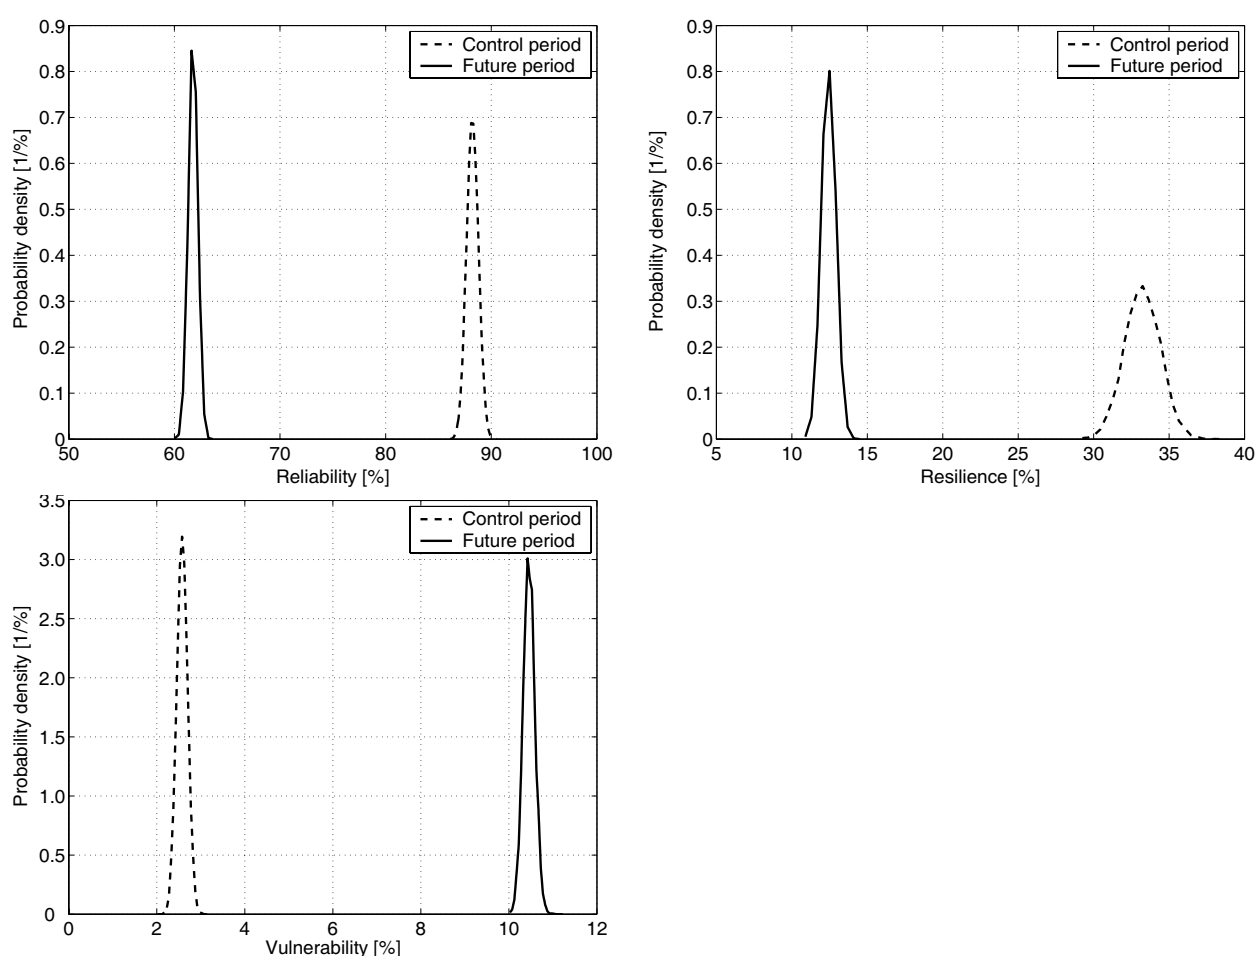 0.9
0.8
0.7
0.6
0.5
0.4
0.3
0.2
0.1
0
Probability density [1/%]
Control period
Future period
50 60 70 80 90 100
Reliability [%]
0.9
0.8
0.7
0.6
0.5
0.4
0.3
0.2
0.1
0
Probability density [1/%]
Control period
Future period
5 10 15 20 25 30 35 40
Resilience [%]
3.5
3.0
2.5
2.0
1.5
1.0
0.5
0
Probability density [1/%]
Control period
Future period
0 2 4 6 8 10 12
Vulnerability [%]